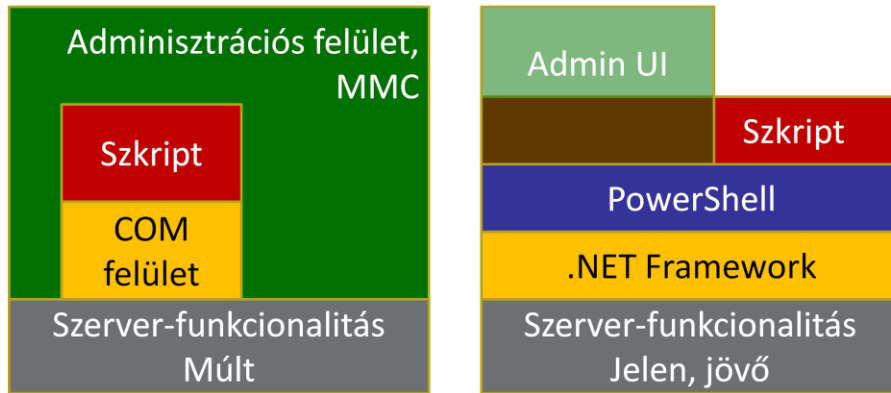 Adminisztrációs felület,
MMC
Szkript
COM
felület
Szerver-funkcionalitás
Múlt
Admin UI
Szkript
PowerShell
.NET Framework
Szerver-funkcionalitás
Jelen, jövő